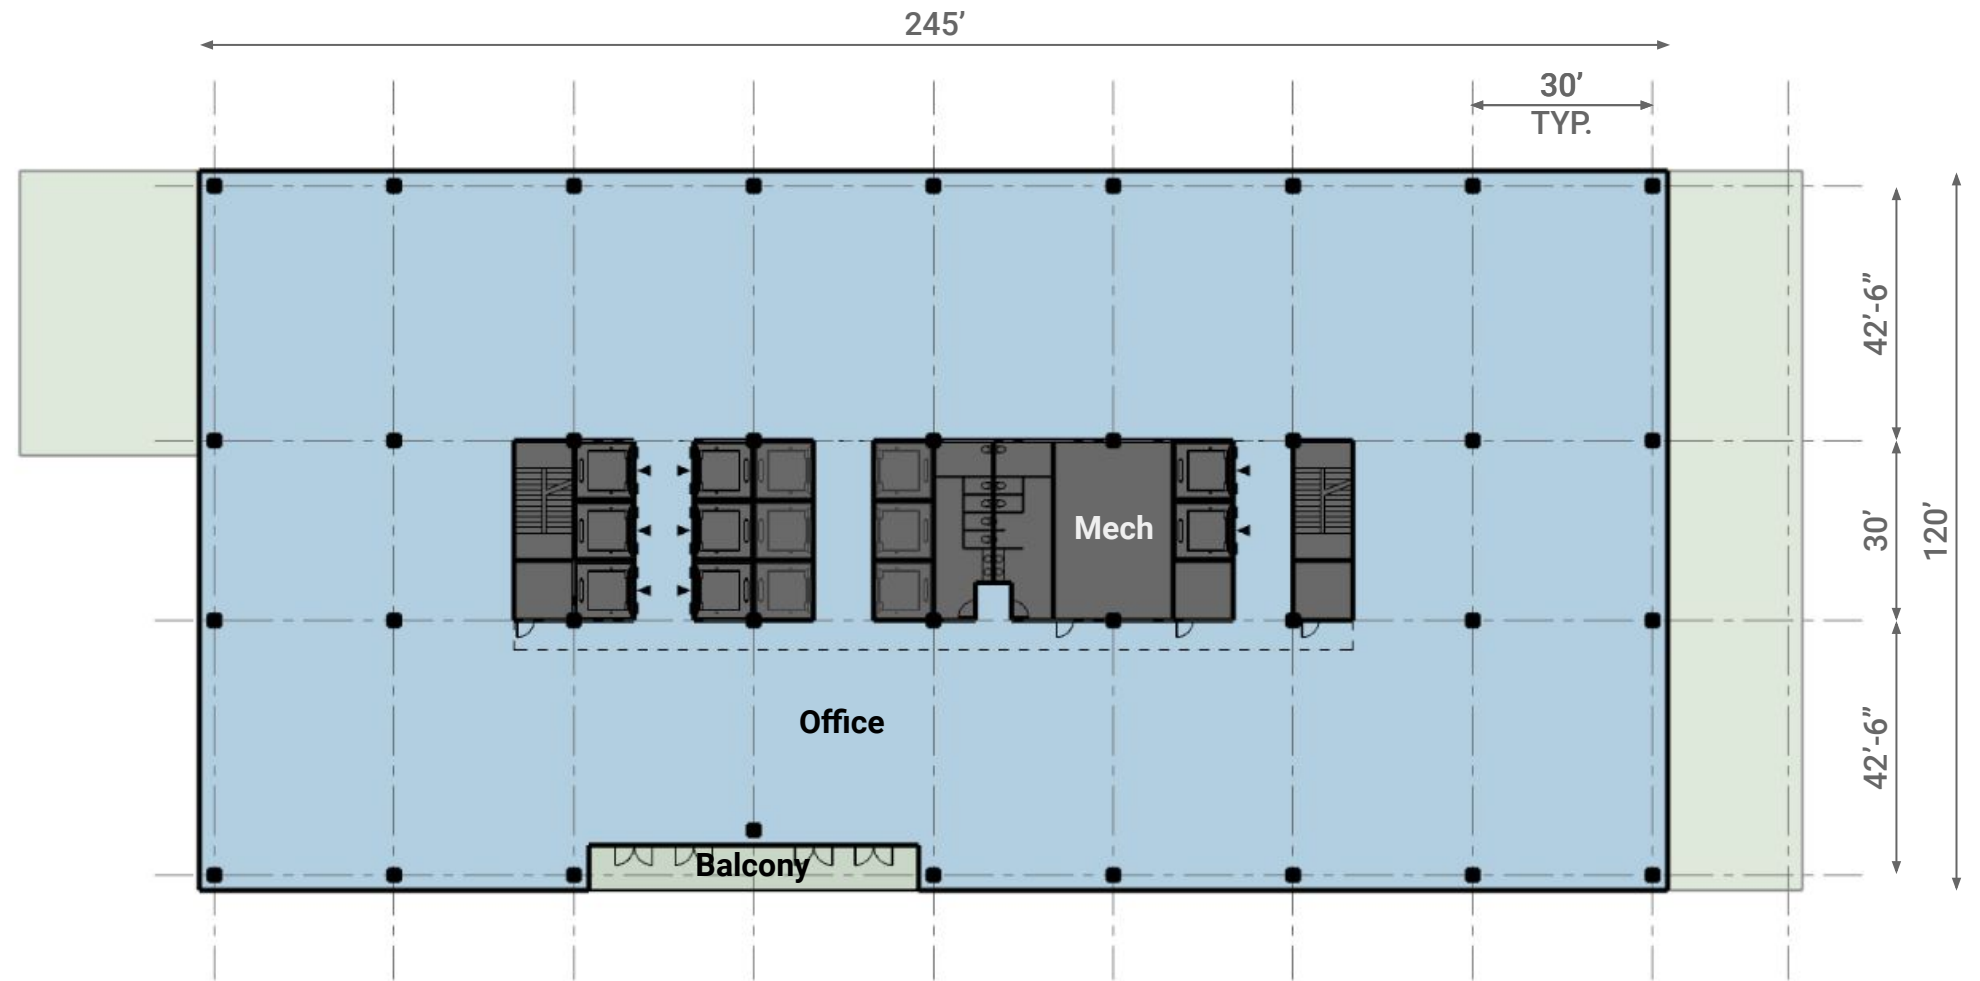 245’
30’
TYP.
42’-6”
30’
120’
42’-6”
Mech
Office
Balcony